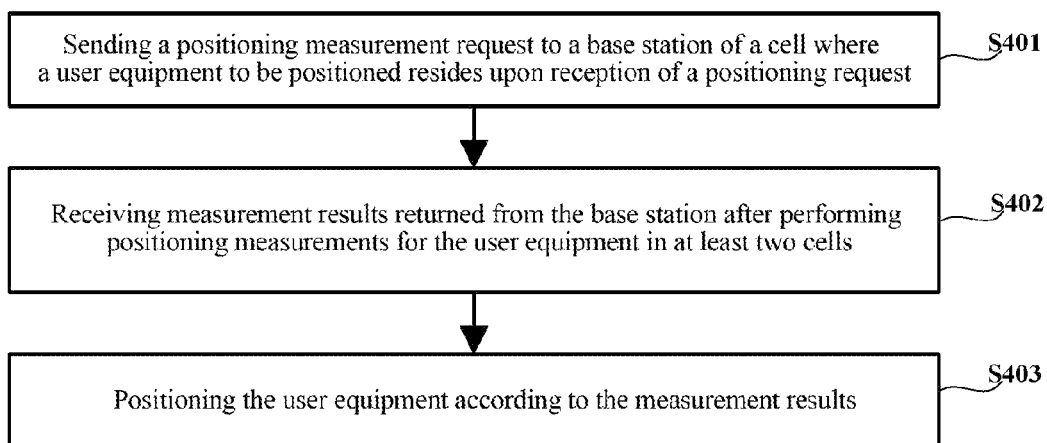 Sending a positioning measurement request to a base station of a cell where
a user equipment to be positioned resides upon reception of a positioning request
S401
Receiving measurement results returned from the base station after performing
positioning measurements for the user equipment in at least two cells
S402
Positioning the user equipment according to the measurement results
S403